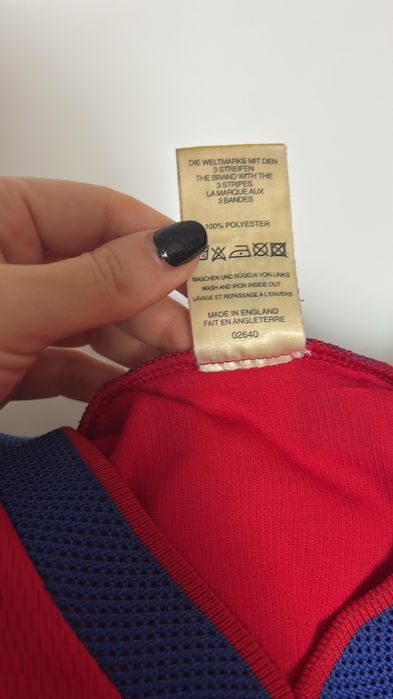 DIE WELTMARKE MIT DEN
3 STREIFEN
THE BRAND WITH THE
3 STRIPES
LA MARQUE AUX
3 BANDES
100% POLYESTER
WASCHEN UND BÜGELN VON LINKS
WASH AND IRON INSIDE OUT
LAVAGE ET REPASSAGE A L'ENVERS
MADE IN ENGLAND
FAIT EN ANGLETERRE
02640